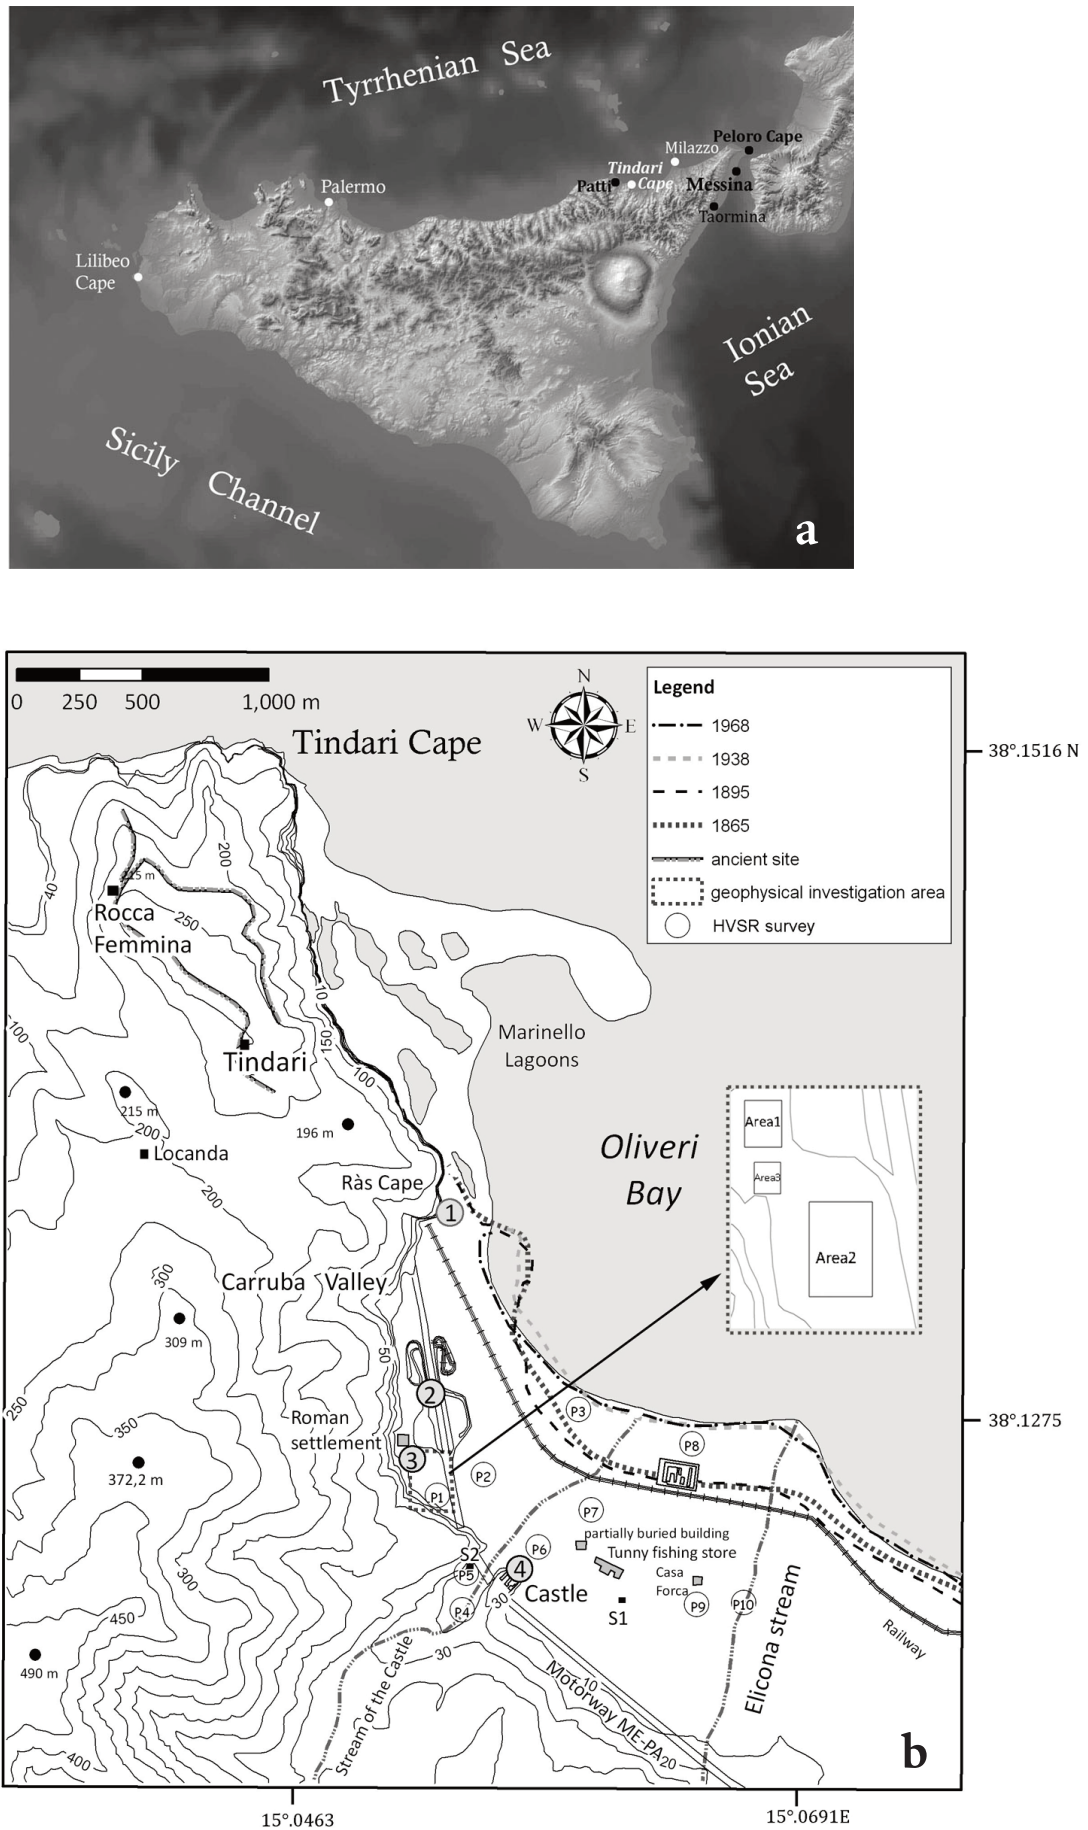 Tyrrhenian Sea
Peloro Cape
Milazzo
Tindari
Cape
Patti
Messina
Palermo
Taormina
Lilibeo
Cape
Ionian
Sea
Sicily Channel
a
0 250 500 1,000 m
N
W E
S
Tindari Cape
Legend
1968
1938
1895
1865
ancient site
geophysical investigation area
HVSR survey
38°.1516 N
40
200
215 m
Rocca
Femmina
250
10
100
150
Marinello
Lagoons
Tindari
100
215 m
200
196 m
Locanda
Oliveri
Bay
Area1
Area3
Area2
Ràs Cape
200
1
300
Carruba Valley
309 m
50
2
250
350
Roman
settlement
P3
38°.1275
P8
3
372,2 m
P2
P1
P7
partially buried building
P6
Tunny fishing store
S2
4
P5
Casa
Forca
300
Castle
30
P4
P9
P10
S1
450
Elicona stream
Railway
30
490 m
10
Motorway ME-PA
20
Stream of the Castle
400
b
15°.0463
15°.0691E